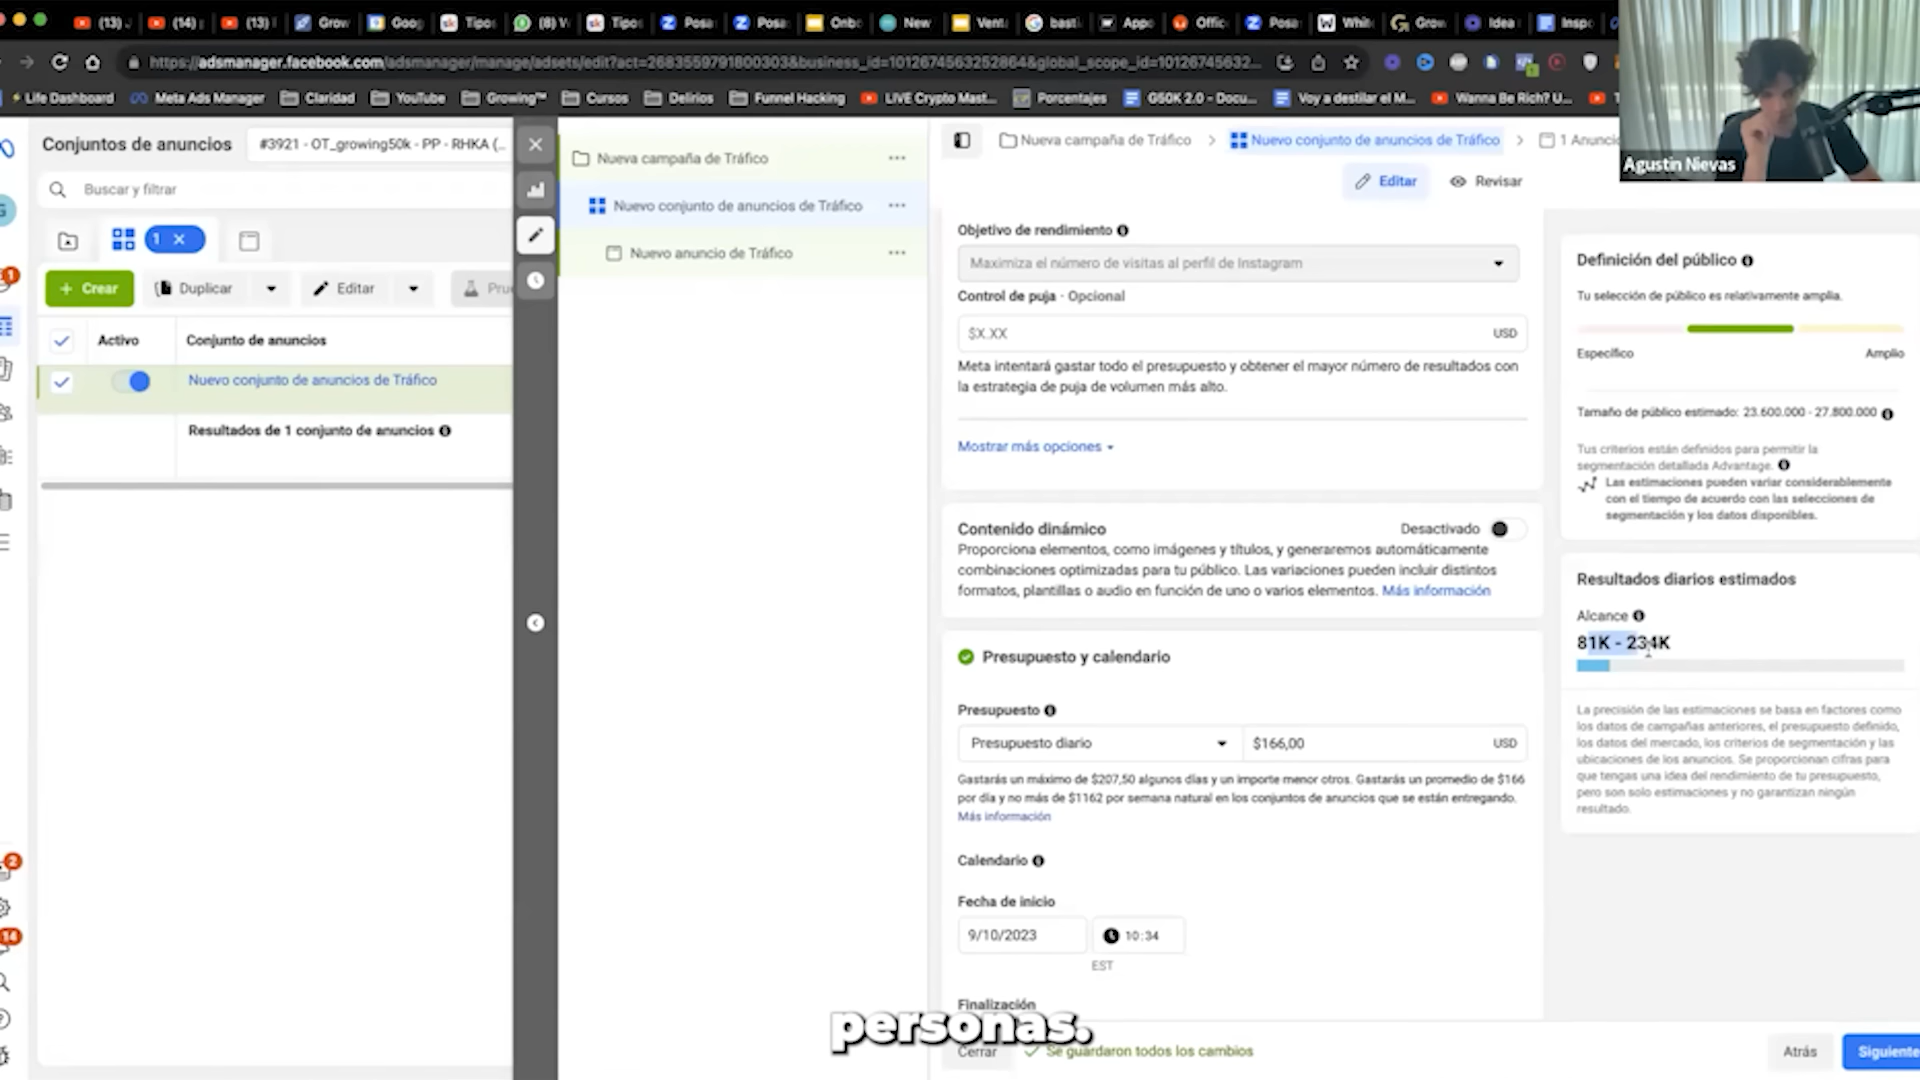 (13)
(14)
(13)
Grow
Goog
Tipo
(8)
Tipos
Posa
Posa
Onb
New
Vent
Appo
Offic
Posa
Whit
Grow
Idea
Inspo
https://adsmanager.facebook.com/adsmanager/manage/adsets/edit?act=2683559791800303&business_id=1012674563252864&global_scope_id=10126745632...
Life Dashboard
Meta Ads Manager
Claridad
YouTube
Growing™
Cursos
Delirios
Funnel Hacking
LIVE Crypto Mast...
Porcentajes
G50K 2.0 - Docu...
Voy a destilar el M...
Wanna Be Rich? U...
Agustin Nievas
Conjuntos de anuncios
#3921 - OT_growing50k - PP - RHKA (...
Buscar y filtrar
1
Crear
Duplicar
Editar
Pru
Activo
Conjunto de anuncios
Nuevo conjunto de anuncios de Tráfico
Resultados de 1 conjunto de anuncios
1
2
14
Nueva campaña de Tráfico
Nuevo conjunto de anuncios de Tráfico
Nuevo anuncio de Tráfico
Nueva campaña de Tráfico
Nuevo conjunto de anuncios de Tráfico
1 Anuncio
Editar
Revisar
Objetivo de rendimiento
Maximiza el número de visitas al perfil de Instagram
Control de puja · Opcional
$X.XX
USD
Meta intentará gastar todo el presupuesto y obtener el mayor número de resultados con
la estrategia de puja de volumen más alto.
Mostrar más opciones
Contenido dinámico
Desactivado
Proporciona elementos, como imágenes y títulos, y generaremos automáticamente
combinaciones optimizadas para tu público. Las variaciones pueden incluir distintos
formatos, plantillas o audio en función de uno o varios elementos. Más información
Presupuesto y calendario
Presupuesto
Presupuesto diario
$166,00
USD
Gastarás un máximo de $207,50 algunos días y un importe menor otros. Gastarás un promedio de $166
por día y no más de $1162 por semana natural en los conjuntos de anuncios que se están entregando.
Más información
Calendario
Fecha de inicio
9/10/2023
10:34
EST
Finalización
personas.
Cerrar
Se guardaron todos los cambios
Atrás
Siguiente
Definición del público
Tu selección de público es relativamente amplia.
Específico
Amplio
Tamaño de público estimado: 23.600.000 - 27.800.000
Tus criterios están definidos para permitir la
segmentación detallada Advantage.
Las estimaciones pueden variar considerablemente
con el tiempo de acuerdo con las selecciones de
segmentación y los datos disponibles.
Resultados diarios estimados
Alcance
81K - 234K
La precisión de las estimaciones se basa en factores como
los datos de campañas anteriores, el presupuesto definido,
los datos del mercado, los criterios de segmentación y las
ubicaciones de los anuncios. Se proporcionan cifras para
que tengas una idea del rendimiento de tu presupuesto,
pero son solo estimaciones y no garantizan ningún
resultado.